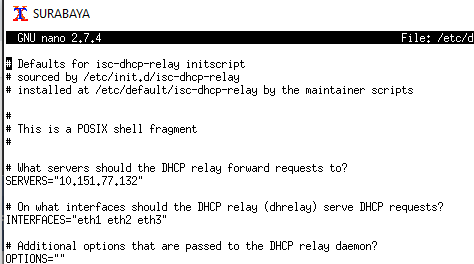 SURABAYA
GNU nano 2.7.4 File: /etc/d
# Defaults for isc-dhcp-relay initscript
# sourced by /etc/init.d/isc-dhcp-relay
# installed at /etc/default/isc-dhcp-relay by the maintainer scripts
#
# This is a POSIX shell fragment
#
# What servers should the DHCP relay forward requests to?
SERVERS="10.151.77.132"
# On what interfaces should the DHCP relay (dhrelay) serve DHCP requests?
INTERFACES="eth1 eth2 eth3"
# Additional options that are passed to the DHCP relay daemon?
OPTIONS=""